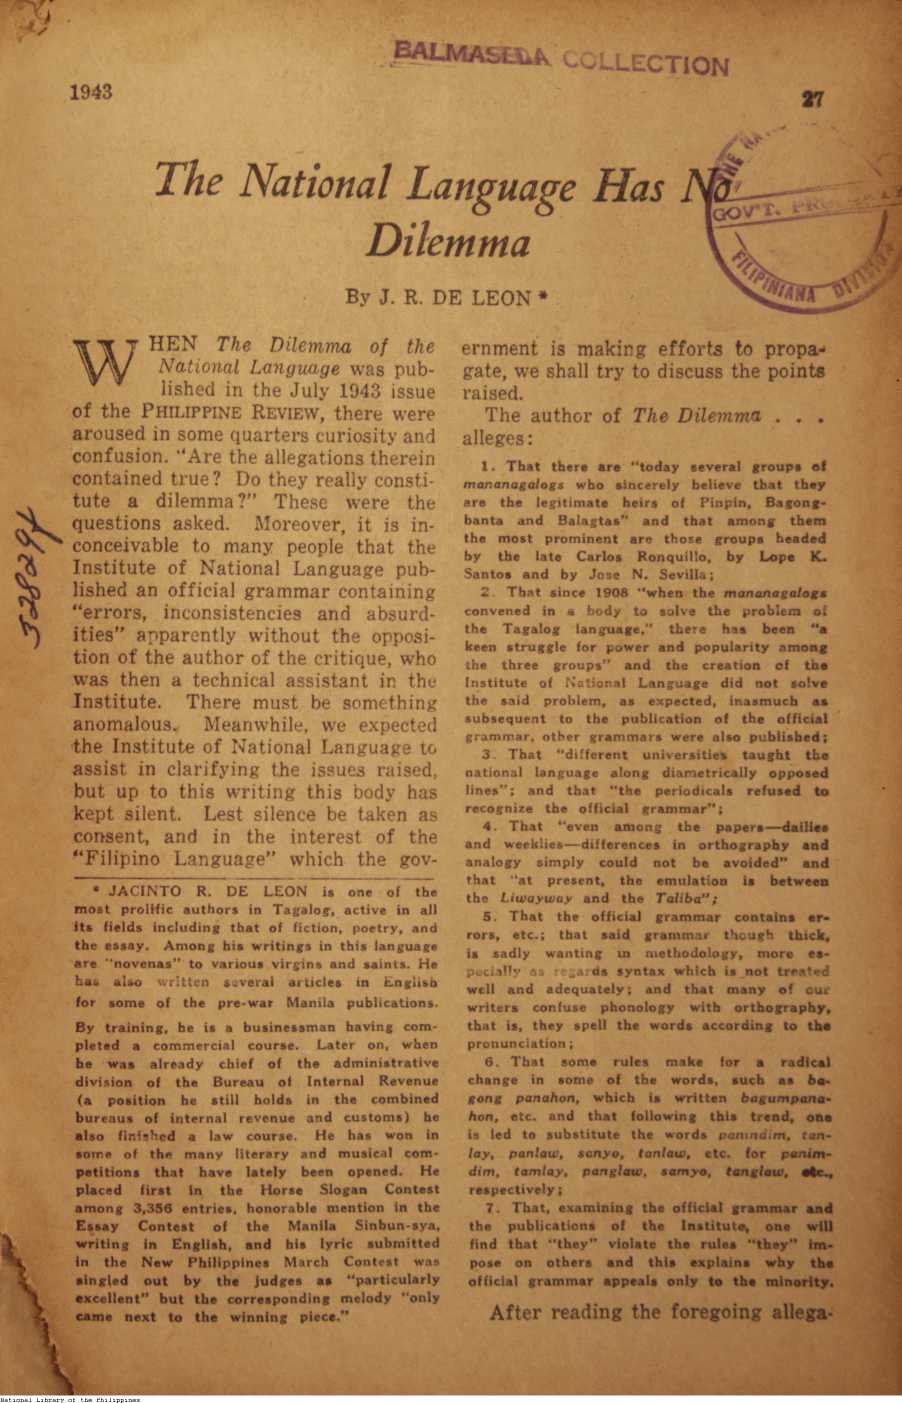 BALMASEDA COLLECTION
1943
27
GOV'T.
FILIPINIANA DIVISION
The National Language Has No
Dilemma
By J. R. DE LEON *
WHEN The Dilemma of the
National Language was pub-
lished in the July 1943 issue
of the PHILIPPINE REVIEW, there were
aroused in some quarters curiosity and
confusion. "Are the allegations therein
contained true? Do they really consti-
tute a dilemma?" These were the
questions asked. Moreover, it is in-
conceivable to many people that the
Institute of National Language pub-
lished an official grammar containing
"errors, inconsistencies and absurd-
ities" apparently without the opposi-
tion of the author of the critique, who
was then a technical assistant in the
Institute. There must be something
anomalous. Meanwhile, we expected
the Institute of National Language to
assist in clarifying the issues raised,
but up to this writing this body has
kept silent. Lest silence be taken as
consent, and in the interest of the
"Filipino Language" which the gov-
* JACINTO R. DE LEON is one of the
most prolific authors in Tagalog, active in all
its fields including that of fiction, poetry, and
the essay. Among his writings in this language
are "novenas" to various virgins and saints. He
has also written several articles in English
for some of the pre-war Manila publications.
By training, he is a businessman having com-
pleted a commercial course. Later on, when
he was already chief of the administrative
division of the Bureau of Internal Revenue
(a position he still holds in the combined
bureaus of internal revenue and customs) he
also finished a law course. He has won in
some of the many literary and musical com-
petitions that have lately been opened. He
placed first in the Horse Slogan Contest
among 3,356 entries, honorable mention in the
Essay Contest of the Manila Sinbun-sya,
writing in English, and his lyric submitted
in the New Philippines March Contest was
singled out by the judges as "particularly
excellent" but the corresponding melody "only
came next to the winning piece."
ernment is making efforts to propa-
gate, we shall try to discuss the points
raised.
The author of The Dilemma . . .
alleges:
1. That there are "today several groups of
mananagalogs who sincerely believe that they
are the legitimate heirs of Pinpin, Bagong-
banta and Balagtas" and that among them
the most prominent are those groups headed
by the late Carlos Ronquillo, by Lope K.
Santos and by Jose N. Sevilla;
2. That since 1908 "when the mananagalogs
convened in a body to solve the problem of
the Tagalog language," there has been "a
keen struggle for power and popularity among
the three groups" and the creation of the
Institute of National Language did not solve
the said problem, as expected, inasmuch as
subsequent to the publication of the official
grammar, other grammars were also published;
3. That "different universities taught the
national language along diametrically opposed
lines"; and that "the periodicals refused to
recognize the official grammar";
4. That "even among the papers—dailies
and weeklies—differences in orthography and
analogy simply could not be avoided" and
that "at present, the emulation is between
the Liwayway and the Taliba";
5. That the official grammar contains er-
rors, etc.; that said grammar though thick,
is sadly wanting in methodology, more es-
pecially as regards syntax which is not treated
well and adequately; and that many of our
writers confuse phonology with orthography,
that is, they spell the words according to the
pronunciation;
6. That some rules make for a radical
change in some of the words, such as ba-
gong panahon, which is written bagumpana-
hon, etc. and that following this trend, one
is led to substitute the words panindim, tan-
lay, panlaw, sanyo, tanlaw, etc. for panim-
dim, tamlay, panglaw, samyo, tanglaw, etc.,
respectively;
7. That, examining the official grammar and
the publications of the Institute, one will
find that "they" violate the rules "they" im-
pose on others and this explains why the
official grammar appeals only to the minority.
After reading the foregoing allega-
National Library of the Philippines